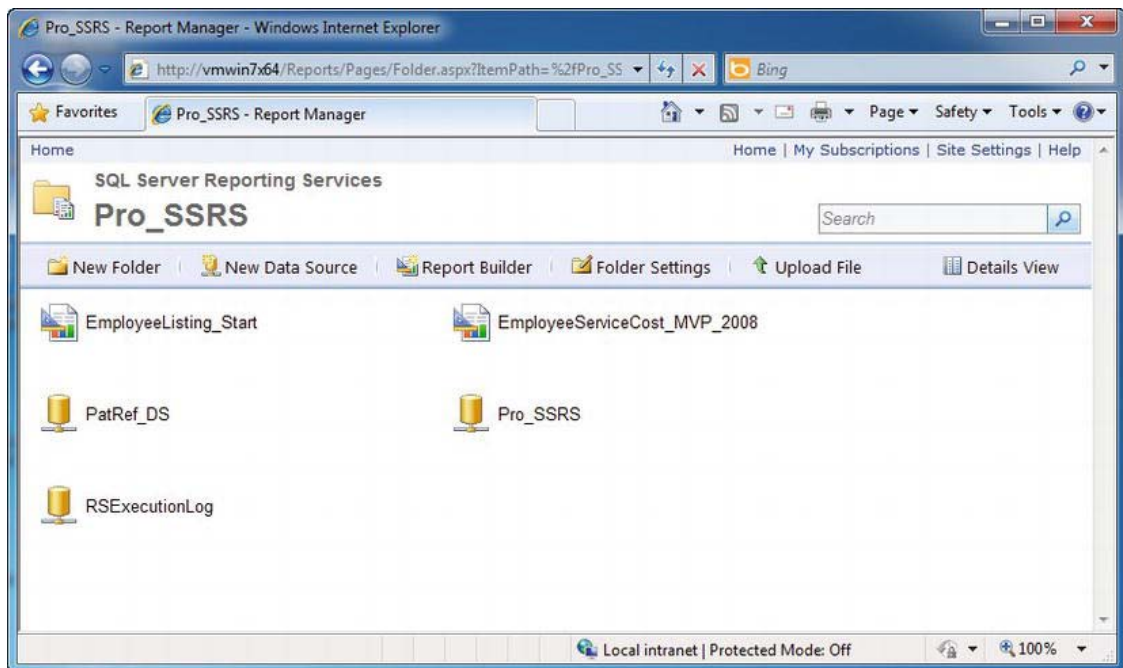 Pro_SSRS - Report Manager - Windows Internet Explorer
http://vmwin7x64/Reports/Pages/Folder.aspx?ItemPath=%2fPro_SS
Bing
Favorites
Pro_SSRS - Report Manager
Page
Safety
Tools
Home
Home | My Subscriptions | Site Settings | Help
SQL Server Reporting Services
Pro_SSRS
Search
New Folder
New Data Source
Report Builder
Folder Settings
Upload File
Details View
EmployeeListing_Start
EmployeeServiceCost_MVP_2008
PatRef_DS
Pro_SSRS
RSExecutionLog
Local intranet | Protected Mode: Off
100%